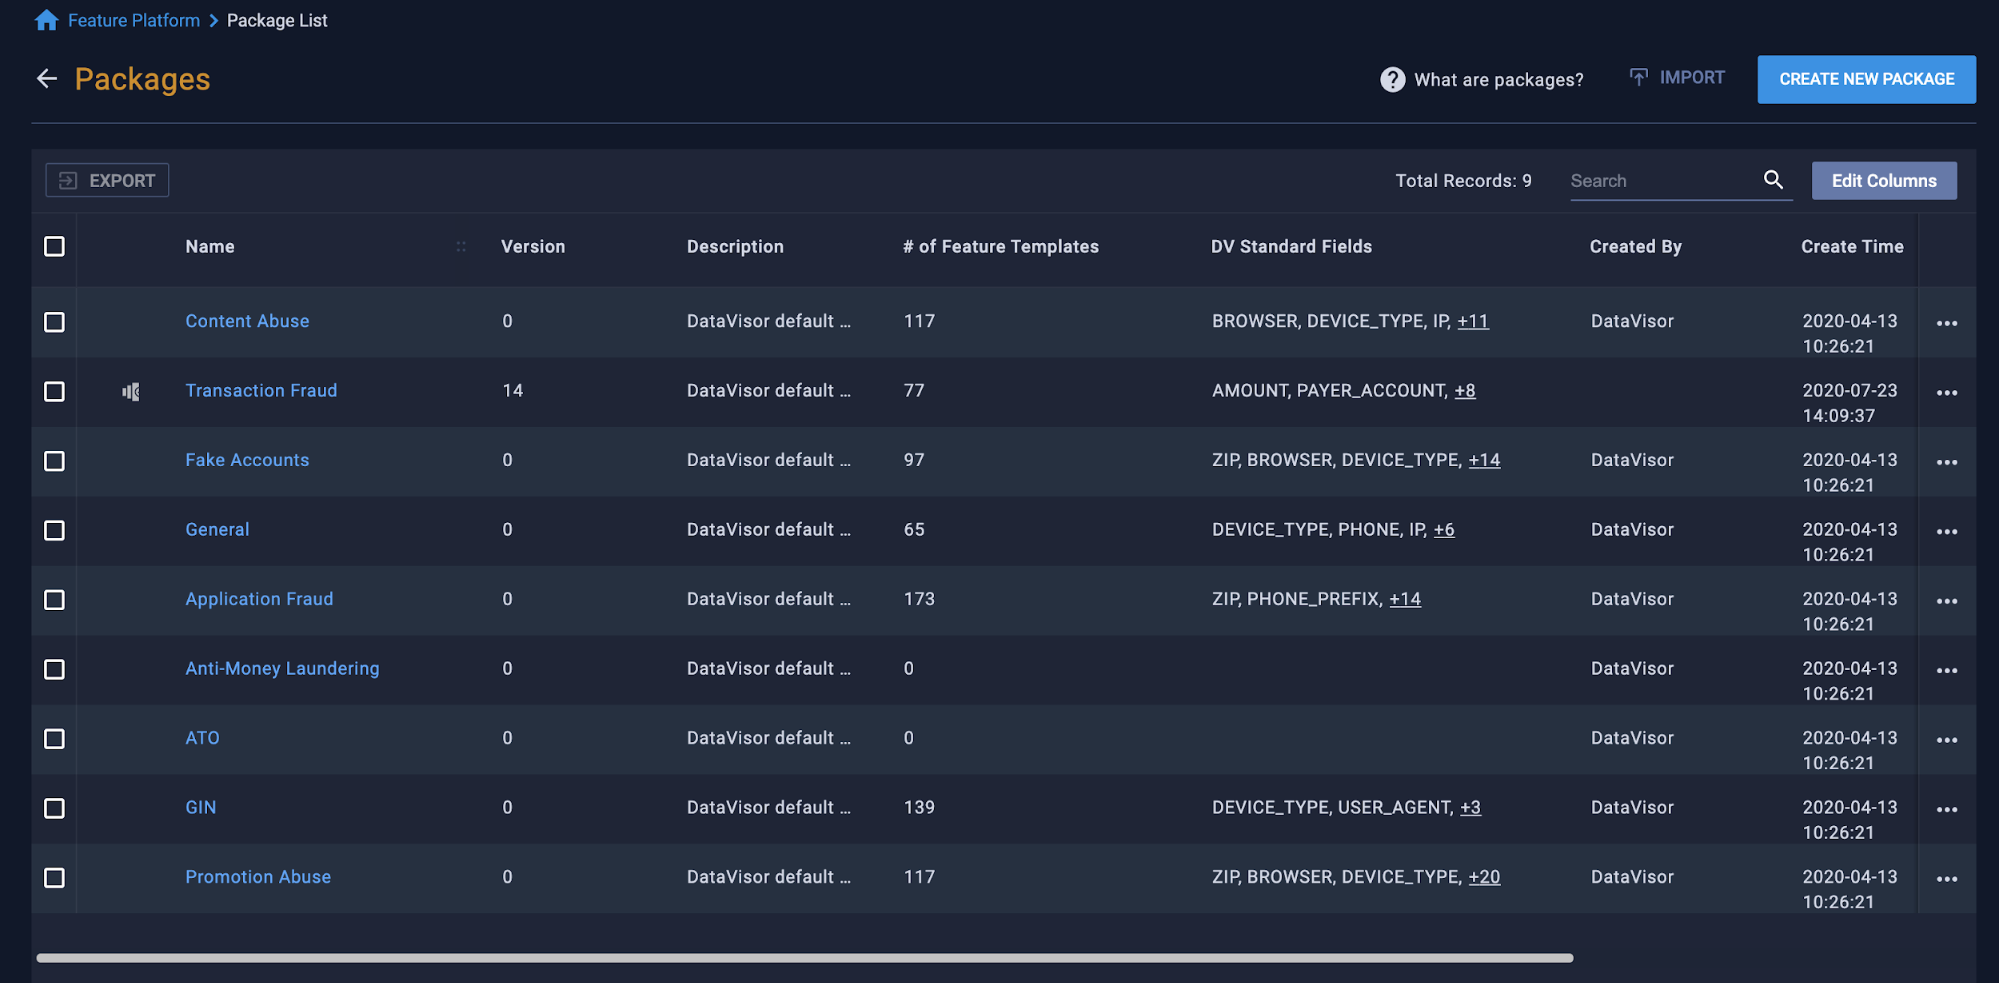 Feature Platform > Package List
Packages
? What are packages?
IMPORT
CREATE NEW PACKAGE
EXPORT
Total Records: 9
Search
Edit Columns
Name Version Description # of Feature Templates DV Standard Fields Created By Create Time
Content Abuse 0 DataVisor default ... 117 BROWSER, DEVICE_TYPE, IP, +11 DataVisor 2020-04-13
10:26:21
Transaction Fraud 14 DataVisor default ... 77 AMOUNT, PAYER_ACCOUNT, +8 2020-07-23
14:09:37
Fake Accounts 0 DataVisor default ... 97 ZIP, BROWSER, DEVICE_TYPE, +14 DataVisor 2020-04-13
10:26:21
General 0 DataVisor default ... 65 DEVICE_TYPE, PHONE, IP, +6 DataVisor 2020-04-13
10:26:21
Application Fraud 0 DataVisor default ... 173 ZIP, PHONE_PREFIX, +14 DataVisor 2020-04-13
10:26:21
Anti-Money Laundering 0 DataVisor default ... 0 DataVisor 2020-04-13
10:26:21
ATO 0 DataVisor default ... 0 DataVisor 2020-04-13
10:26:21
GIN 0 DataVisor default ... 139 DEVICE_TYPE, USER_AGENT, +3 DataVisor 2020-04-13
10:26:21
Promotion Abuse 0 DataVisor default ... 117 ZIP, BROWSER, DEVICE_TYPE, +20 DataVisor 2020-04-13
10:26:21